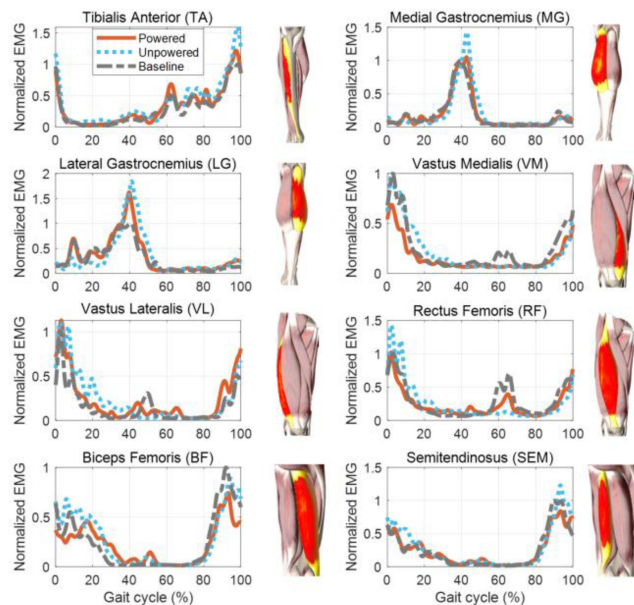 Tibialis Anterior (TA)
Normalized EMG
1.5
1
0.5
0
Powered
Unpowered
Baseline
0 20 40 60 80 100
Medial Gastrocnemius (MG)
Normalized EMG
1.5
1
0.5
0
0 20 40 60 80 100
Lateral Gastrocnemius (LG)
Normalized EMG
2
1.5
1
0.5
0
0 20 40 60 80 100
Vastus Medialis (VM)
Normalized EMG
1
0.5
0
0 20 40 60 80 100
Vastus Lateralis (VL)
Normalized EMG
1
0.5
0
0 20 40 60 80 100
Rectus Femoris (RF)
Normalized EMG
1.5
1
0.5
0
0 20 40 60 80 100
Biceps Femoris (BF)
Normalized EMG
1
0.5
0
0 20 40 60 80 100
Gait cycle (%)
Semitendinosus (SEM)
Normalized EMG
1.5
1
0.5
0
0 20 40 60 80 100
Gait cycle (%)